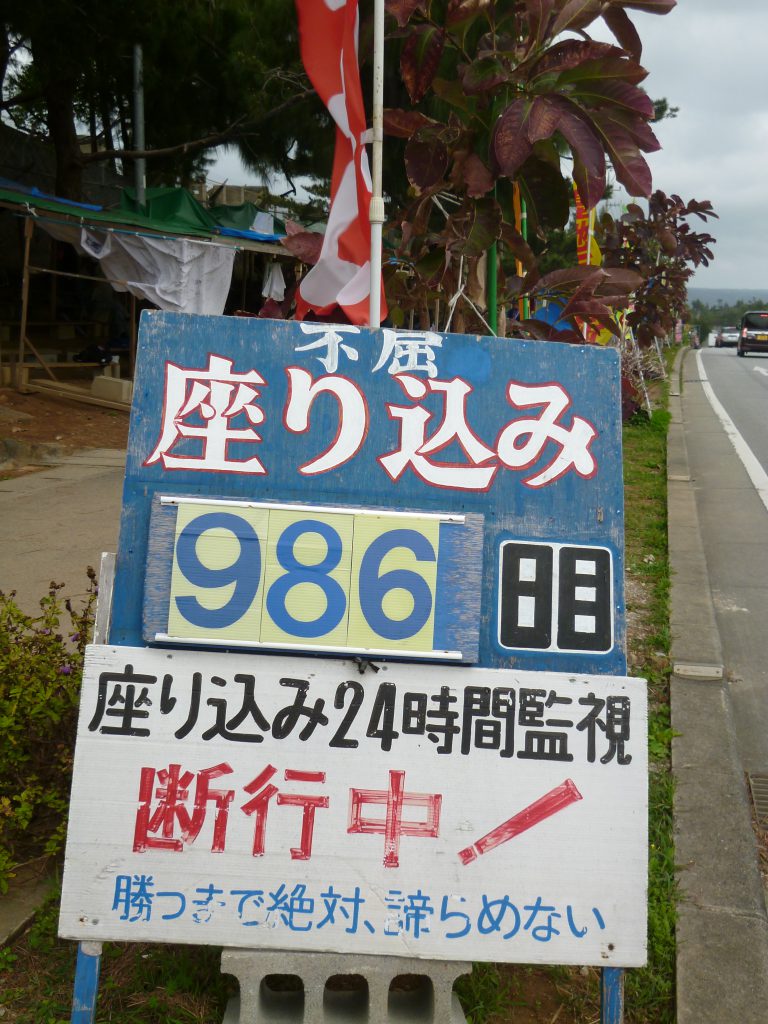 不屈
座り込み
986 日目
座り込み24時間監視
断行中!
勝つまで絶対、諦らめない